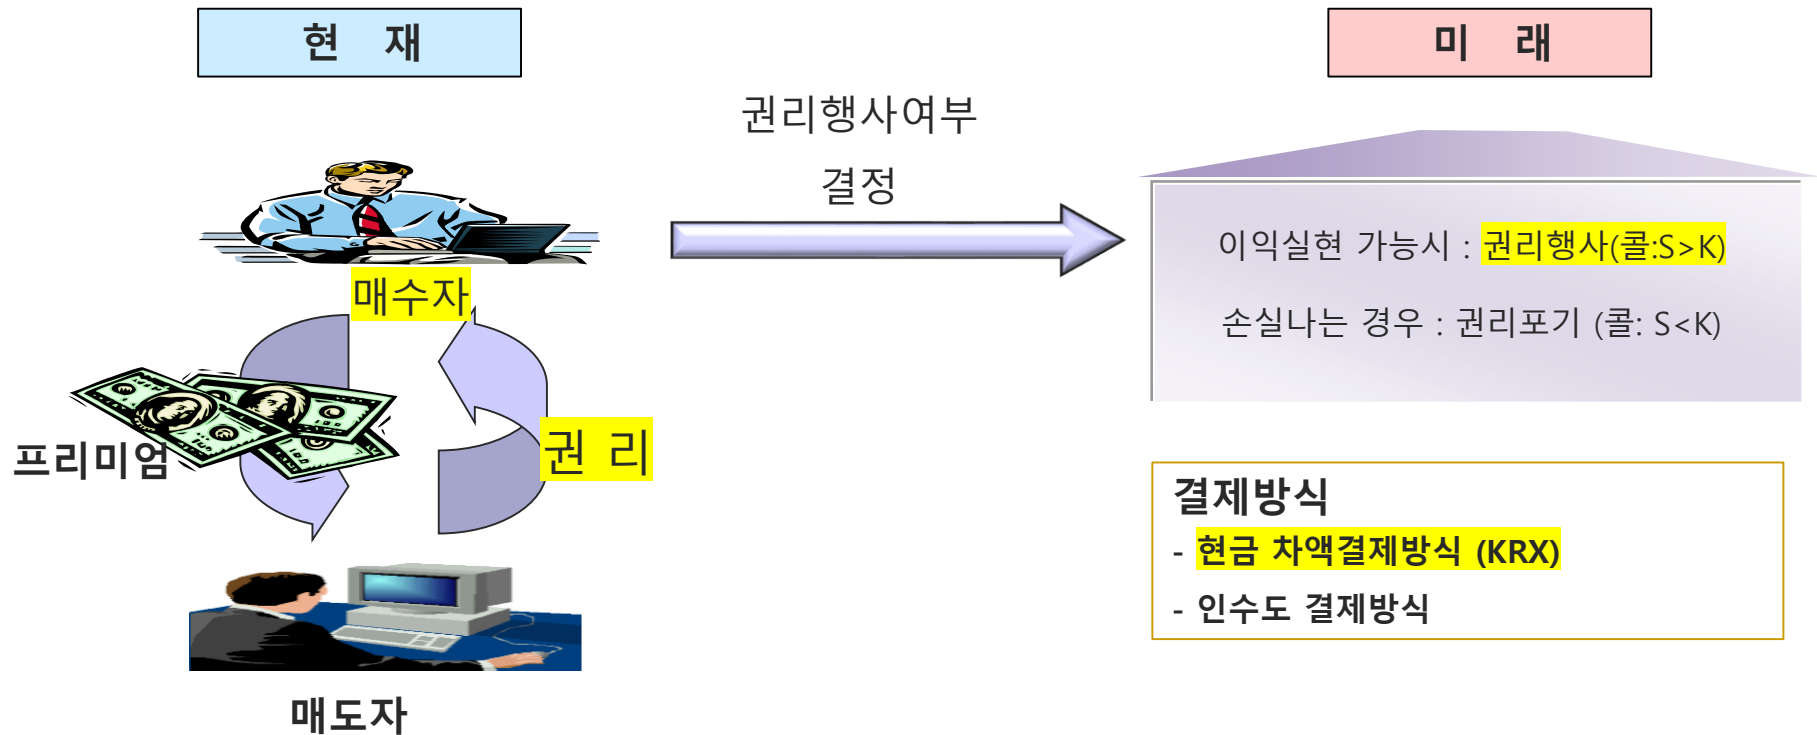 현 재
미 래
권리행사여부
결정
이익실현 가능시 : 권리행사(콜:S>K)
손실나는 경우 : 권리포기 (콜: S<K)
매수자
프리미엄
권 리
매도자
결제방식
- 현금 차액결제방식 (KRX)
- 인수도 결제방식